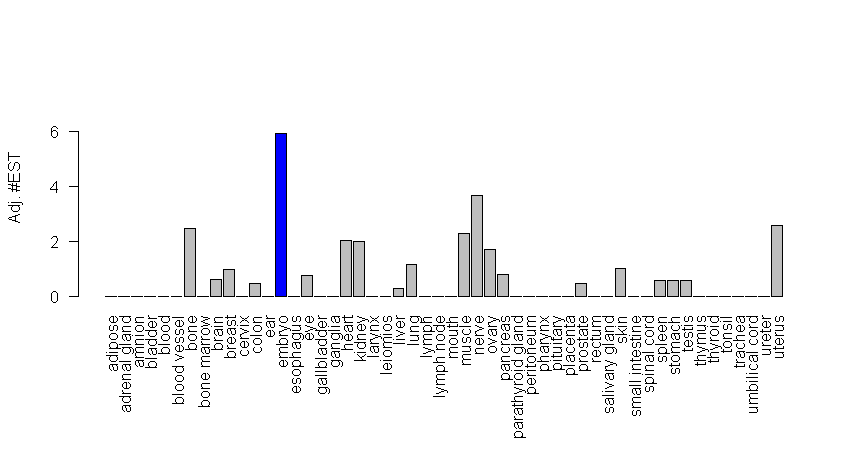 Adj. #EST
6
4
2
0
adipose
adrenal gland
amnion
bladder
blood
blood vessel
bone
bone marrow
brain
breast
cervix
colon
ear
embryo
esophagus
eye
gallbladder
ganglia
heart
kidney
larynx
leiomios
liver
lung
lymph
lymph node
mouth
muscle
nerve
ovary
pancreas
parathyroid gland
peritoneum
pharynx
pituitary
placenta
prostate
rectum
salivary gland
skin
small intestine
spinal cord
spleen
stomach
testis
thymus
thyroid
tonsil
trachea
umbilical cord
ureter
uterus